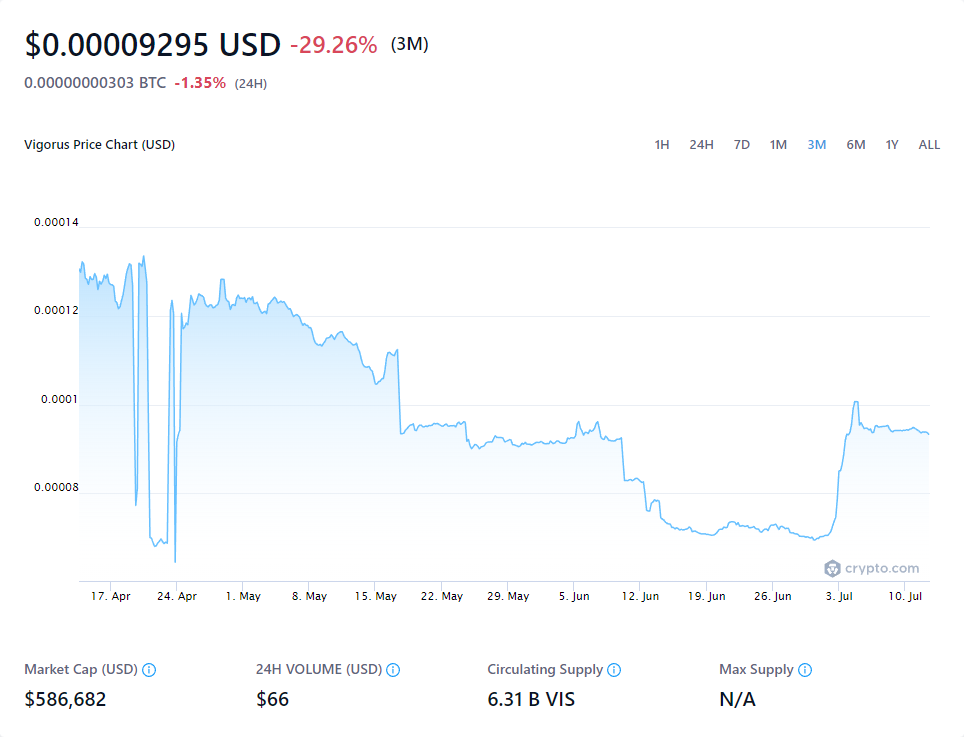 $0.00009295 USD -29.26% (3M)
0.00000000303 BTC -1.35% (24H)
Vigorus Price Chart (USD) 1H 24H 7D 1M 3M 6M 1Y ALL
0.00014
0.00012
0.0001
0.00008
crypto.com
17. Apr 24. Apr 1. May 8. May 15. May 22. May 29. May 5. Jun 12. Jun 19. Jun 26. Jun 3. Jul 10. Jul
Market Cap (USD) 24H VOLUME (USD) Circulating Supply Max Supply
$586,682 $66 6.31 B VIS N/A